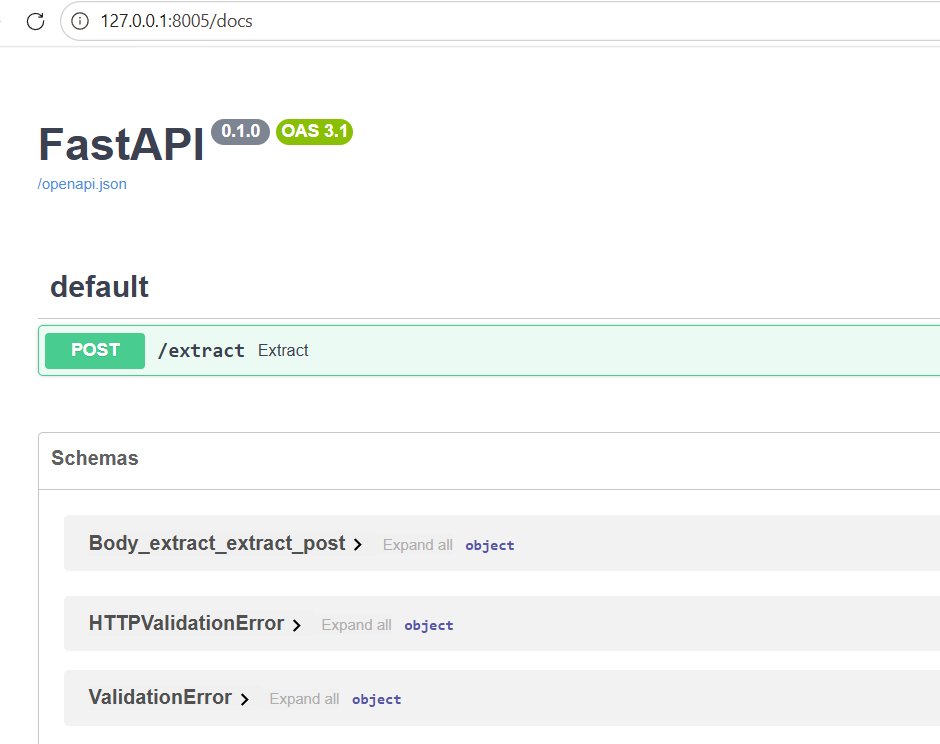 127.0.0.1:8005/docs
FastAPI 0.1.0 OAS 3.1
/openapi.json
default
POST /extract Extract
Schemas
Body_extract_extract_post Expand all object
HTTPValidationError Expand all object
ValidationError Expand all object